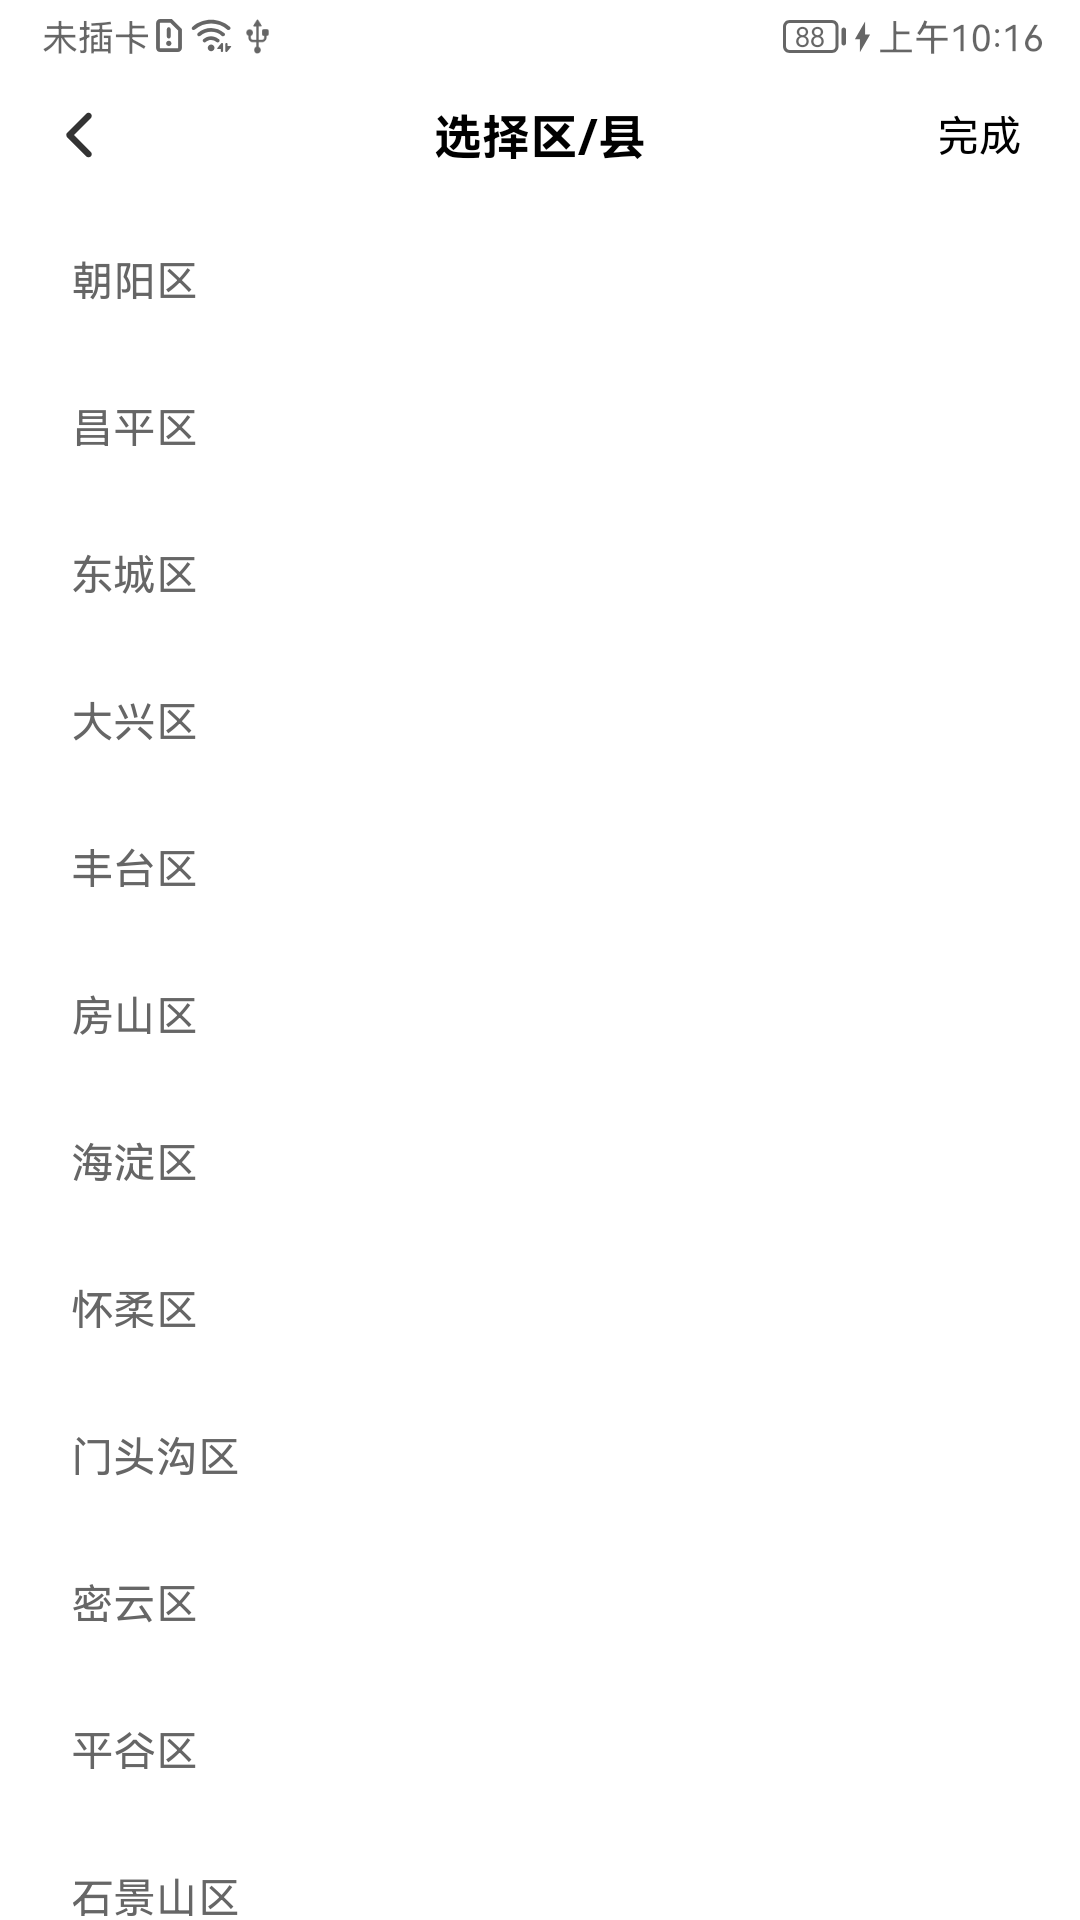 未插卡 88 上午10:16
选择区/县 完成
朝阳区
昌平区
东城区
大兴区
丰台区
房山区
海淀区
怀柔区
门头沟区
密云区
平谷区
石景山区